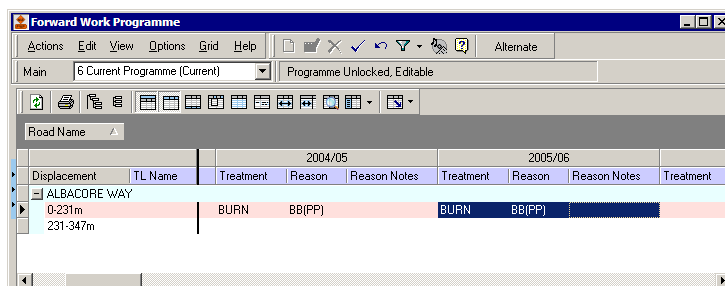 Forward Work Programme
Actions Edit View Options Grid Help Alternate
Main 6 Current Programme (Current) Programme Unlocked, Editable
Road Name
2004/05 2005/06
Displacement TL Name Treatment Reason Reason Notes Treatment Reason Reason Notes Treatment
ALBACORE WAY
0-231m BURN BB(PP) BURN BB(PP)
231-347m